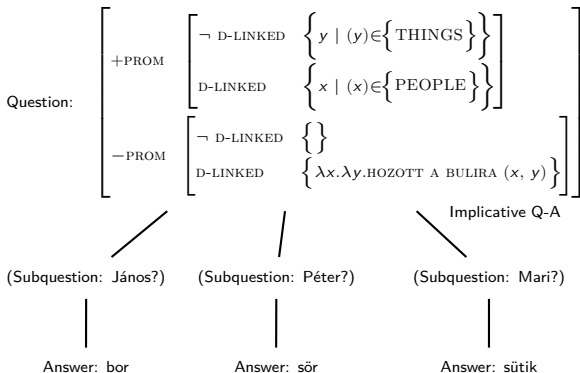 ¬ D-LINKED { y | (y)∈{THINGS}}
+PROM
D-LINKED { x | (x)∈{PEOPLE}}
Question:
¬ D-LINKED {}
−PROM
D-LINKED { λx.λy.HOZOTT A BULIRA (x, y) }
Implicative Q-A
(Subquestion: János?) (Subquestion: Péter?) (Subquestion: Mari?)
Answer: bor Answer: sör Answer: sütik